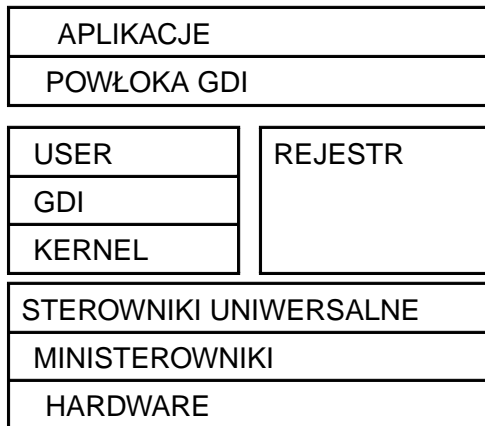 APLIKACJE
POWŁOKA GDI
USER
REJESTR
GDI
KERNEL
STEROWNIKI UNIWERSALNE
MINISTEROWNIKI
HARDWARE